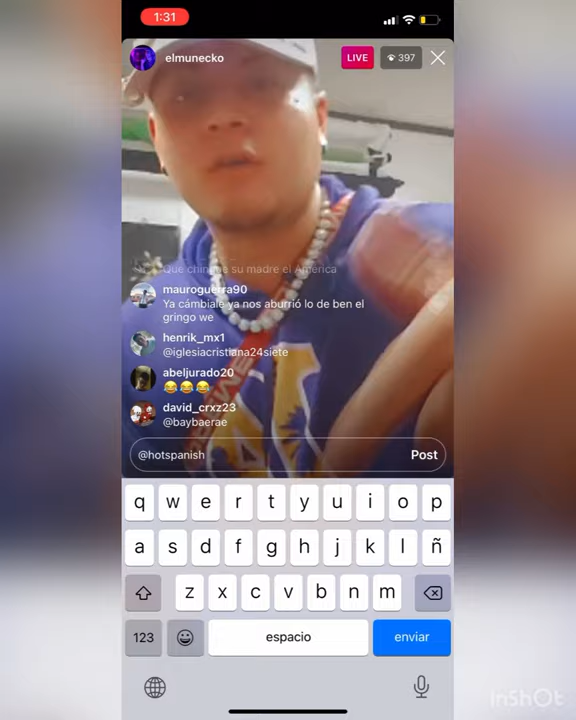 1:31
elmunecko
LIVE
397
Que chingue su madre el América
mauroguerra90
Ya cámbiale ya nos aburrió lo de ben el
gringo we
henrik_mx1
@iglesiacristiana24siete
abeljurado20
david_crxz23
@baybaerae
@hotspanish
Post
q w e r t y u i o p
a s d f g h j k l ñ
z x c v b n m
123
espacio
enviar
InShOt